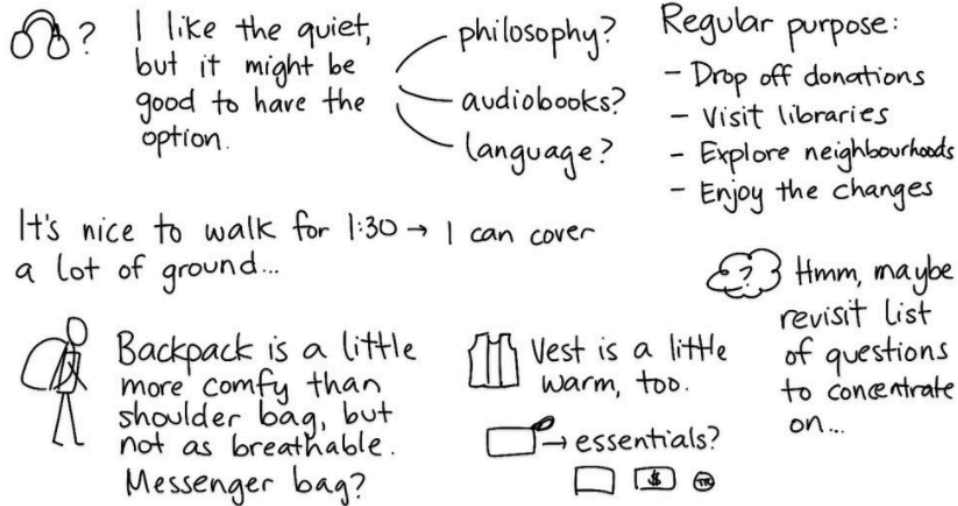 ? I like the quiet,
but it might be
good to have the
option.
philosophy?
audiobooks?
language?
Regular purpose:
- Drop off donations
- Visit libraries
- Explore neighbourhoods
- Enjoy the changes
It's nice to walk for 1:30 → I can cover
a lot of ground...
? Hmm, maybe
revisit list
of questions
to concentrate
on...
Backpack is a little
more comfy than
shoulder bag, but
not as breathable.
Messenger bag?
Vest is a little
warm, too.
→ essentials?
$ TTC